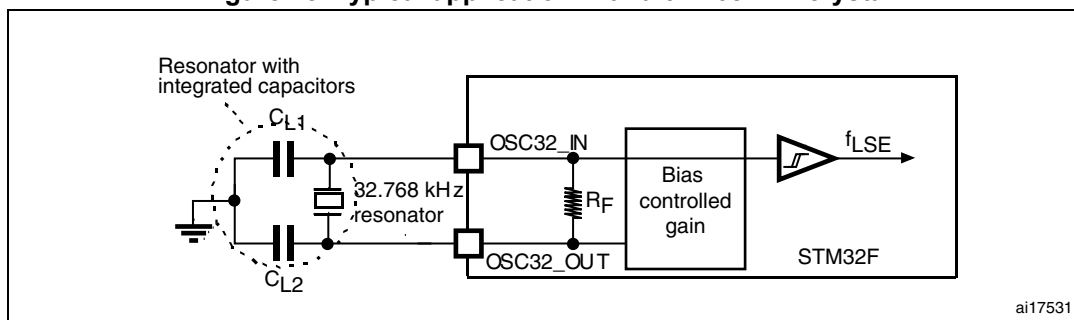 Resonator with
integrated capacitors
CL1
OSC32_IN
fLSE
32.768 kHz
resonator
RF
Bias
controlled
gain
OSC32_OUT
STM32F
CL2
ai17531